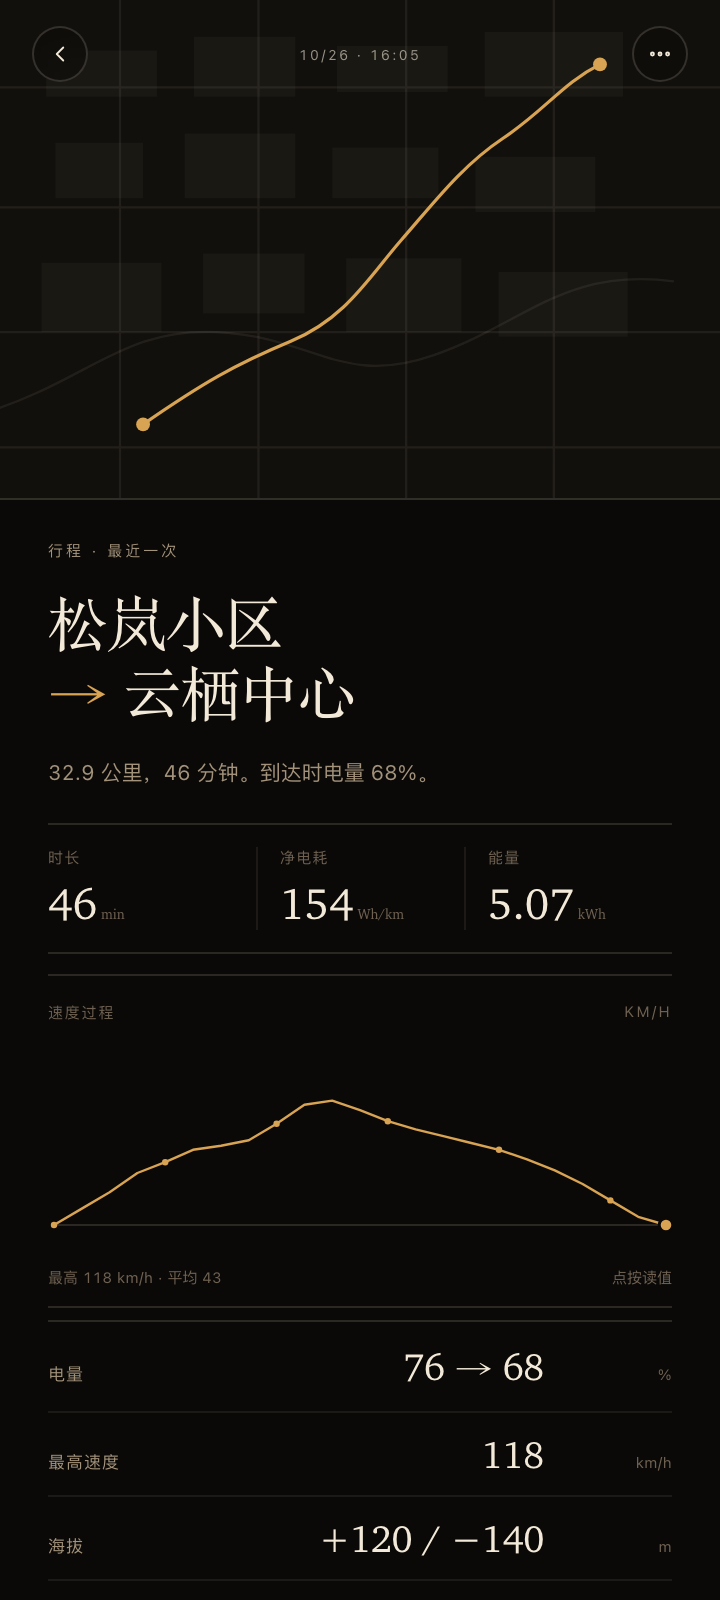 10/26 · 16:05
行程 · 最近一次
松岚小区
→ 云栖中心
32.9 公里，46 分钟。到达时电量 68%。
时长 净电耗 能量
46 min 154 Wh/km 5.07 kWh
速度过程 KM/H
最高 118 km/h · 平均 43 点按读值
电量 76 → 68 %
最高速度 118 km/h
海拔 +120 / −140 m